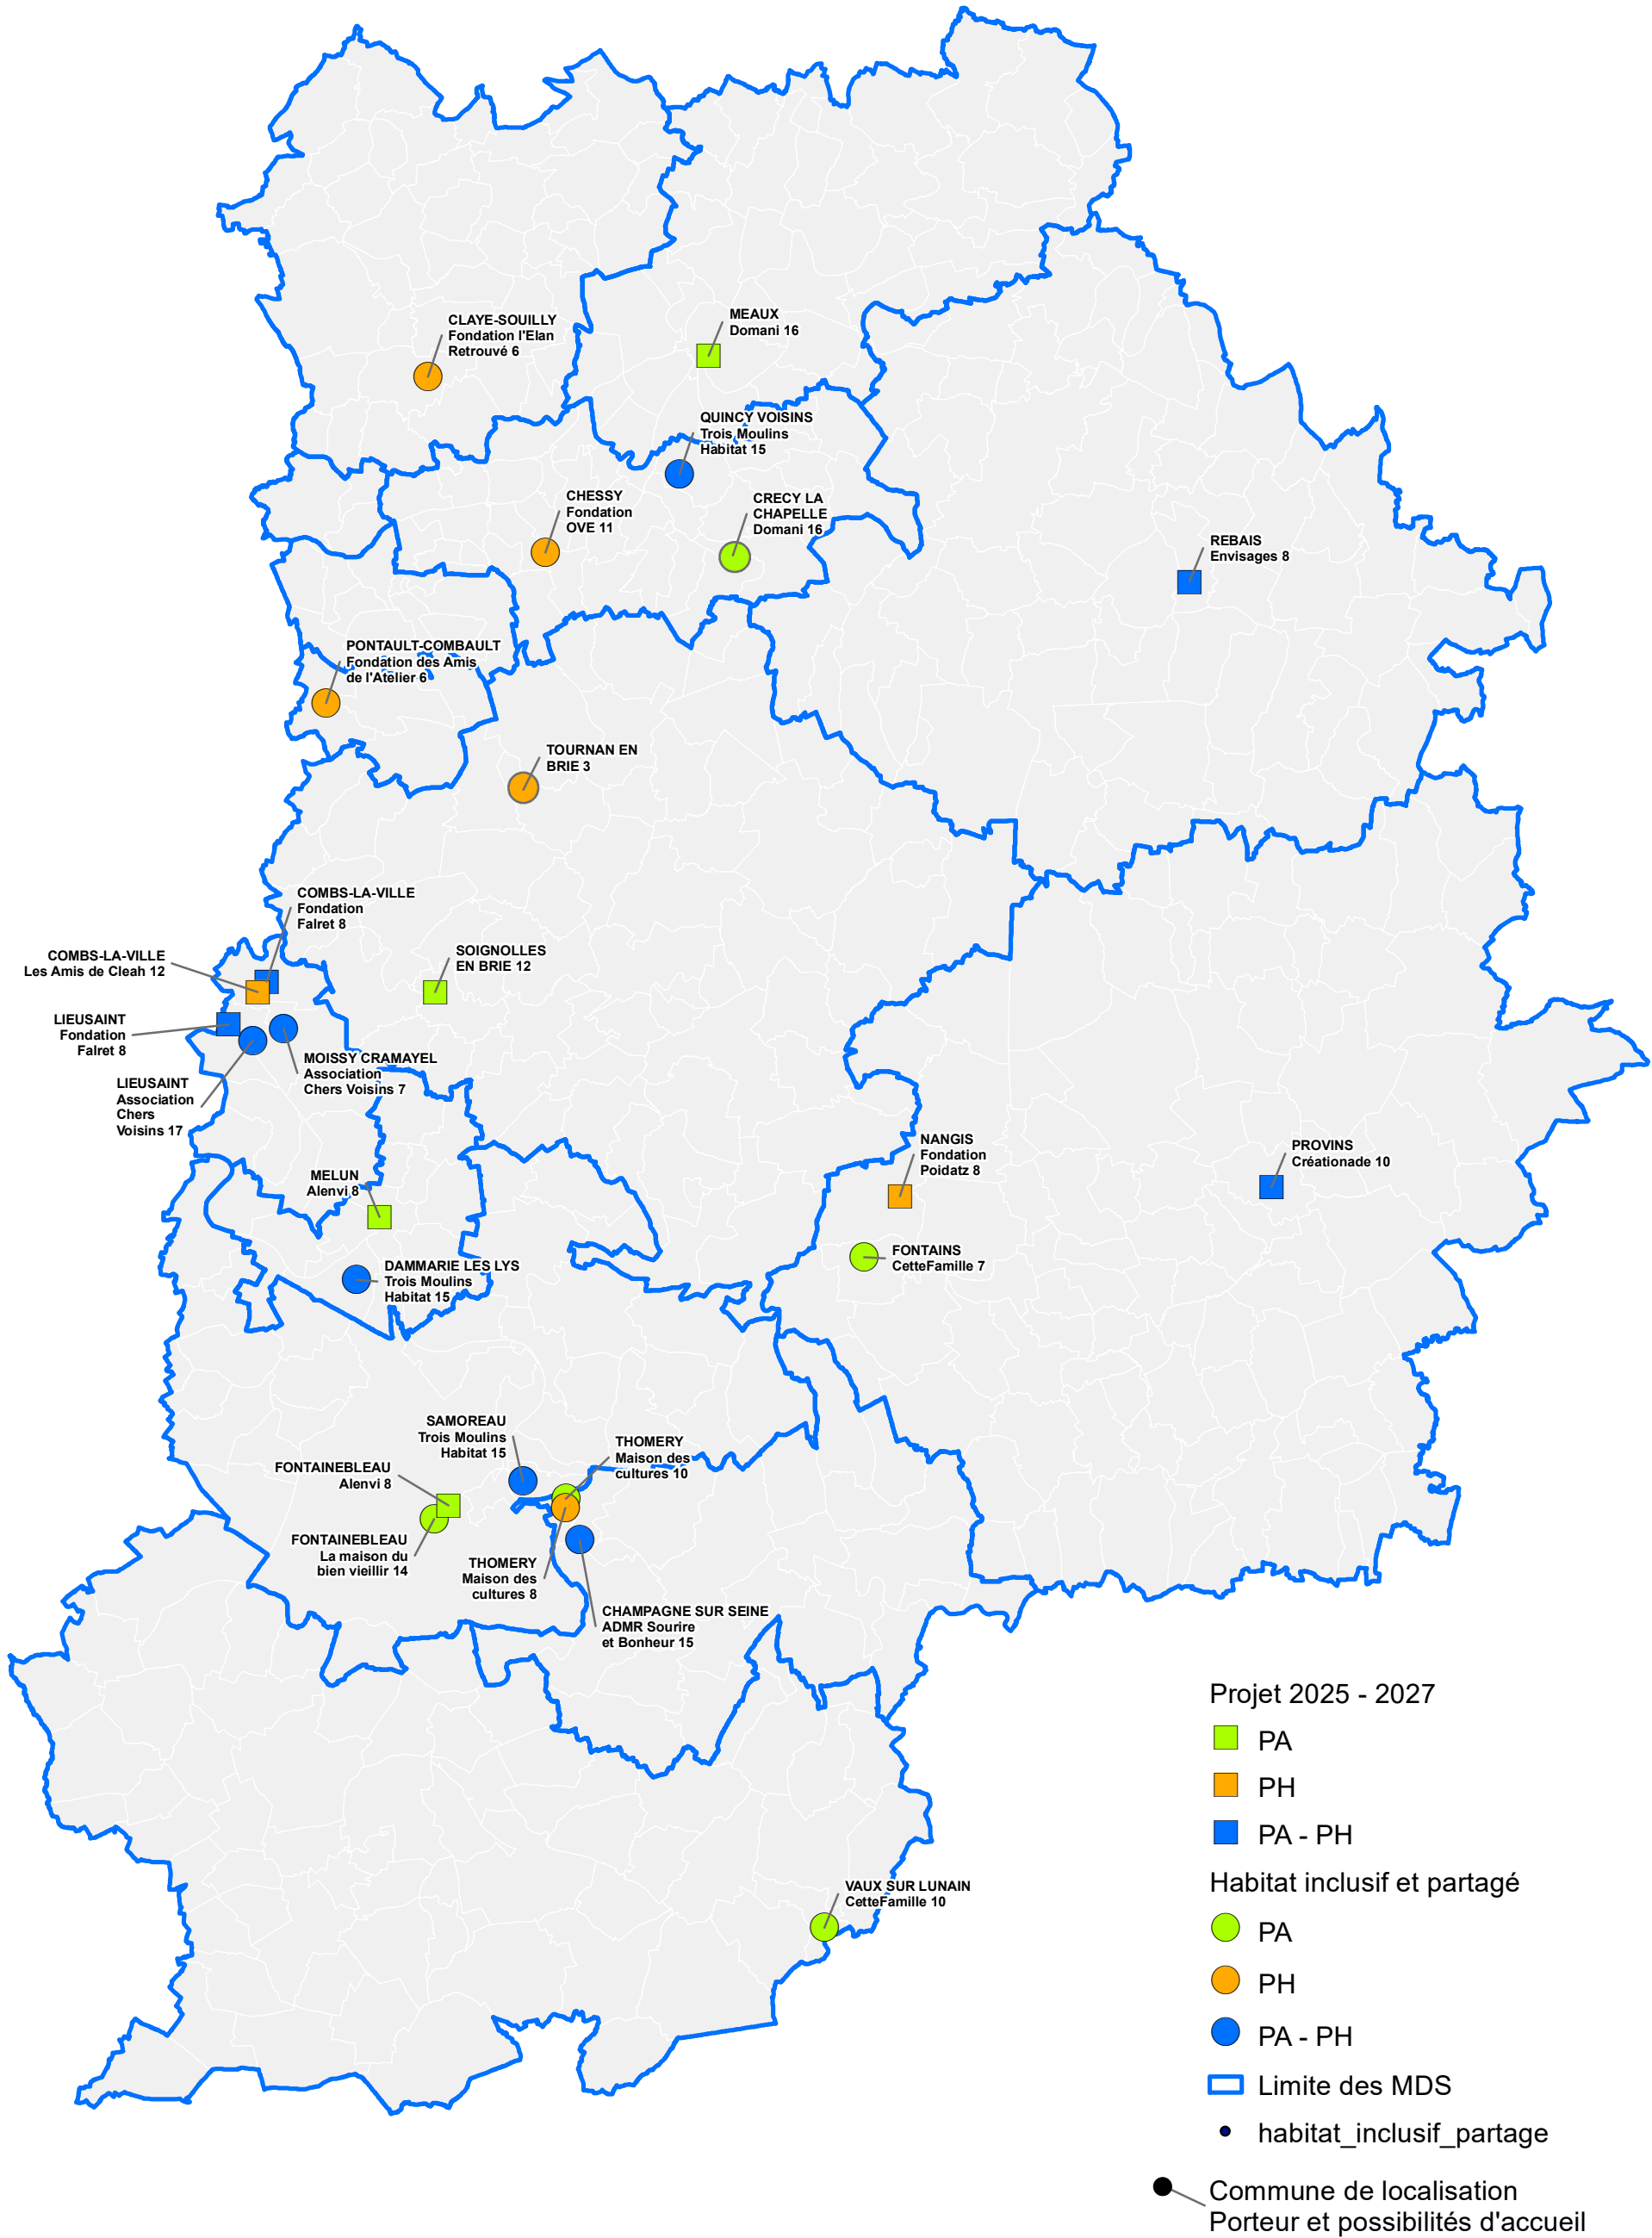 CLAYE-SOUILLY
Fondation l'Elan
Retrouvé 6
MEAUX
Domani 16
QUINCY VOISINS
Trois Moulins
Habitat 15
CHESSY
Fondation
OVE 11
CRECY LA
CHAPELLE
Domani 16
REBAIS
Envisages 8
PONTAULT-COMBAULT
Fondation des Amis
de l'Atelier 6
TOURNAN EN
BRIE 3
COMBS-LA-VILLE
Fondation
Falret 8
COMBS-LA-VILLE
Les Amis de Cleah 12
SOIGNOLLES
EN BRIE 12
LIEUSAINT
Fondation
Falret 8
MOISSY CRAMAYEL
Association
Chers Voisins 7
LIEUSAINT
Association
Chers
Voisins 17
NANGIS
Fondation
Poidatz 8
PROVINS
Créationade 10
MELUN
Alenvi 8
FONTAINS
CetteFamille 7
DAMMARIE LES LYS
Trois Moulins
Habitat 15
SAMOREAU
Trois Moulins
Habitat 15
THOMERY
Maison des
cultures 10
FONTAINEBLEAU
Alenvi 8
FONTAINEBLEAU
La maison du
bien vieillir 14
THOMERY
Maison des
cultures 8
CHAMPAGNE SUR SEINE
ADMR Sourire
et Bonheur 15
VAUX SUR LUNAIN
CetteFamille 10
Projet 2025 - 2027
PA
PH
PA - PH
Habitat inclusif et partagé
PA
PH
PA - PH
Limite des MDS
habitat_inclusif_partage
Commune de localisation
Porteur et possibilités d'accueil